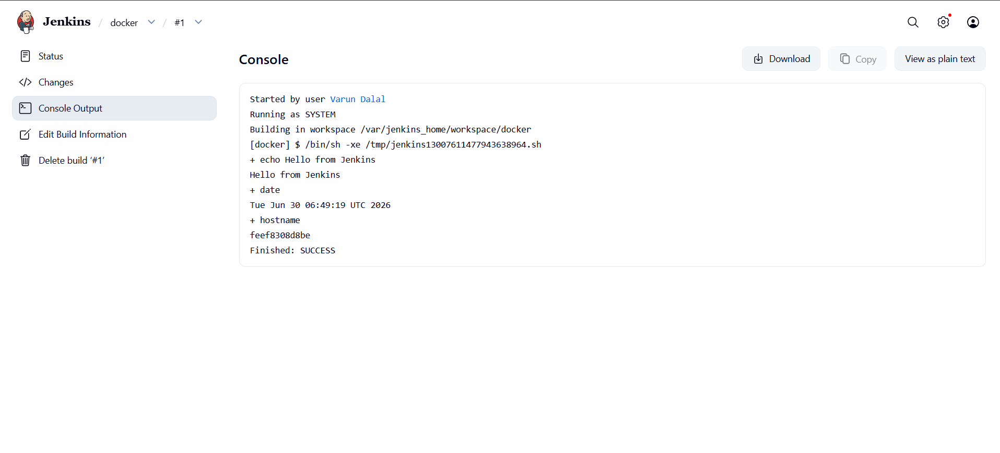 Jenkins / docker / #1
Status
Changes
Console Output
Edit Build Information
Delete build ‘#1’
Console
Download
Copy
View as plain text
Started by user Varun Dalal
Running as SYSTEM
Building in workspace /var/jenkins_home/workspace/docker
[docker] $ /bin/sh -xe /tmp/jenkins13007611477943638964.sh
+ echo Hello from Jenkins
Hello from Jenkins
+ date
Tue Jun 30 06:49:19 UTC 2026
+ hostname
feef8308d8be
Finished: SUCCESS